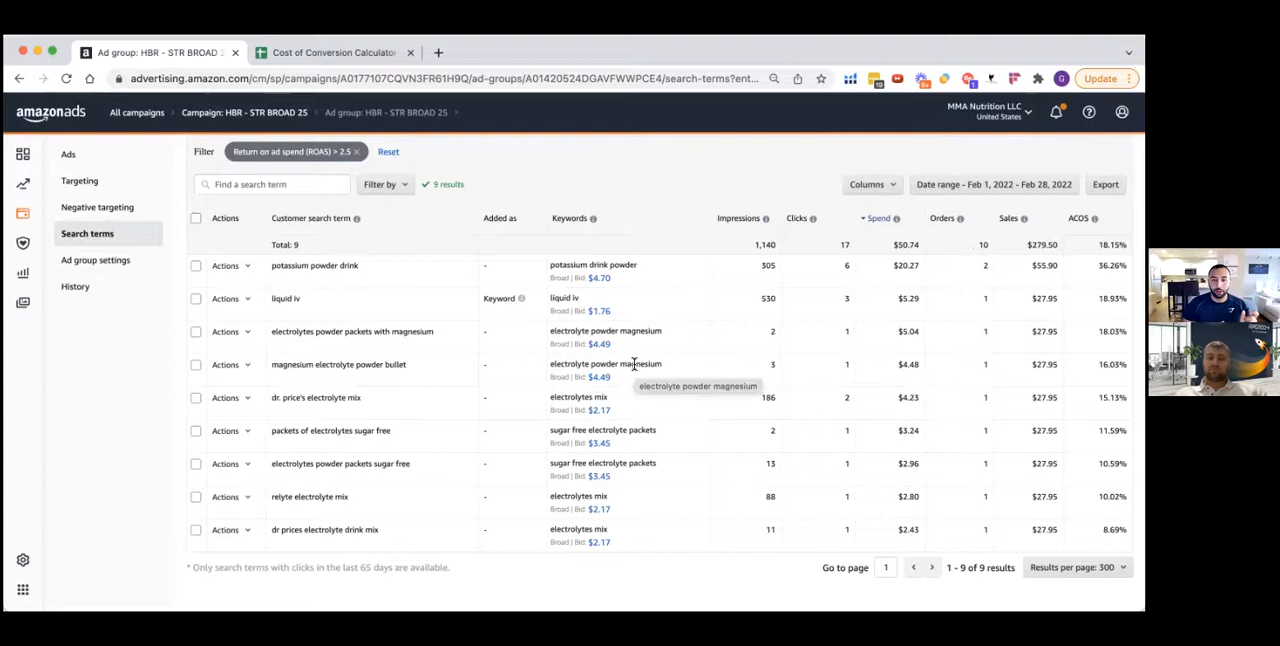 Ad group: HBR - STR BROAD 2
Cost of Conversion Calculator
advertising.amazon.com/cm/sp/campaigns/A0177107CQVN3FR61H9Q/ad-groups/A01420524DGAVFWWPCE4/search-terms?ent...
19
1
G
Update
amazonads
All campaigns
Campaign: HBR - STR BROAD 25
Ad group: HBR - STR BROAD 25
MMA Nutrition LLC
United States
Ads
Targeting
Negative targeting
Search terms
Ad group settings
History
Filter
Return on ad spend (ROAS) > 2.5
Reset
Find a search term
Filter by
9 results
Columns
Date range - Feb 1, 2022 - Feb 28, 2022
Export
Actions Customer search term Added as Keywords Impressions Clicks Spend Orders Sales ACOS
Total: 9 1,140 17 $50.74 10 $279.50 18.15%
Actions potassium powder drink - potassium drink powder 305 6 $20.27 2 $55.90 36.26%
Broad | Bid: $4.70
Actions liquid iv Keyword liquid iv 530 3 $5.29 1 $27.95 18.93%
Broad | Bid: $1.76
Actions electrolytes powder packets with magnesium - electrolyte powder magnesium 2 1 $5.04 1 $27.95 18.03%
Broad | Bid: $4.49
Actions magnesium electrolyte powder bullet - electrolyte powder magnesium 3 1 $4.48 1 $27.95 16.03%
Broad | Bid: $4.49
electrolyte powder magnesium
Actions dr. price's electrolyte mix - electrolytes mix 186 2 $4.23 1 $27.95 15.13%
Broad | Bid: $2.17
Actions packets of electrolytes sugar free - sugar free electrolyte packets 2 1 $3.24 1 $27.95 11.59%
Broad | Bid: $3.45
Actions electrolytes powder packets sugar free - sugar free electrolyte packets 13 1 $2.96 1 $27.95 10.59%
Broad | Bid: $3.45
Actions relyte electrolyte mix - electrolytes mix 88 1 $2.80 1 $27.95 10.02%
Broad | Bid: $2.17
Actions dr prices electrolyte drink mix - electrolytes mix 11 1 $2.43 1 $27.95 8.69%
Broad | Bid: $2.17
* Only search terms with clicks in the last 65 days are available.
Go to page 1
1 - 9 of 9 results
Results per page: 300